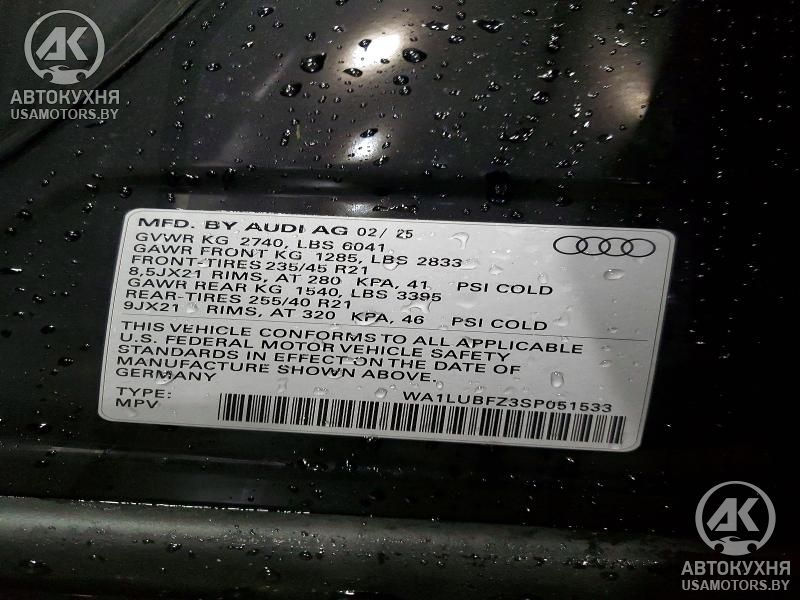 AK
АВТОКУХНЯ
USAMOTORS.BY
MFD. BY AUDI AG 02/ 25
GVWR KG 2740, LBS 6041
GAWR FRONT KG 1285, LBS 2833
FRONT-TIRES 235/45 R21
8,5JX21 RIMS, AT 280 KPA, 41 PSI COLD
GAWR REAR KG 1540, LBS 3395
REAR-TIRES 255/40 R21
9JX21 RIMS, AT 320 KPA, 46 PSI COLD
THIS VEHICLE CONFORMS TO ALL APPLICABLE
U.S. FEDERAL MOTOR VEHICLE SAFETY
STANDARDS IN EFFECT ON THE DATE OF
MANUFACTURE SHOWN ABOVE.
GERMANY
TYPE: WA1LUBFZ3SP051533
MPV
AK
АВТОКУХНЯ
USAMOTORS.BY